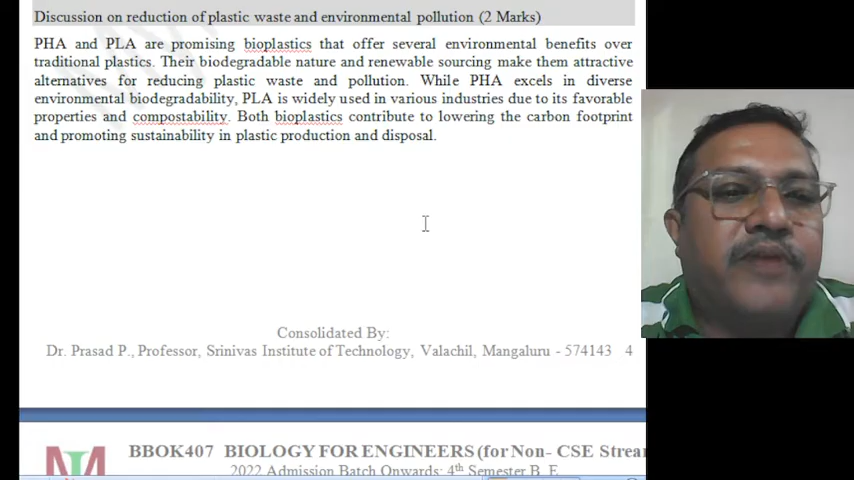 Discussion on reduction of plastic waste and environmental pollution (2 Marks)
PHA and PLA are promising bioplastics that offer several environmental benefits over
traditional plastics. Their biodegradable nature and renewable sourcing make them attractive
alternatives for reducing plastic waste and pollution. While PHA excels in diverse
environmental biodegradability, PLA is widely used in various industries due to its favorable
properties and compostability. Both bioplastics contribute to lowering the carbon footprint
and promoting sustainability in plastic production and disposal.
Consolidated By:
Dr. Prasad P., Professor, Srinivas Institute of Technology, Valachil, Mangaluru - 574143 4
BBOK407 BIOLOGY FOR ENGINEERS (for Non- CSE Strea
2022 Admission Batch Onwards: 4th Semester B. E.